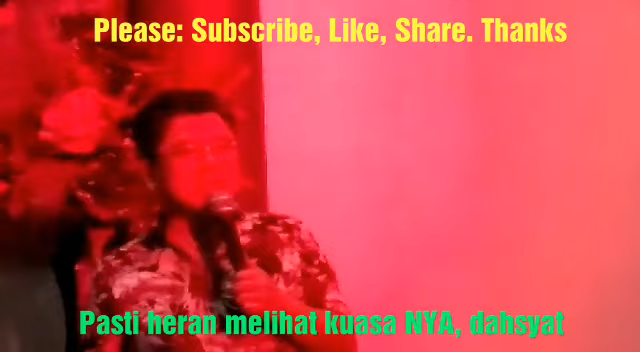 Please: Subscribe, Like, Share. Thanks
Pasti heran melihat kuasa NYA, dahsyat